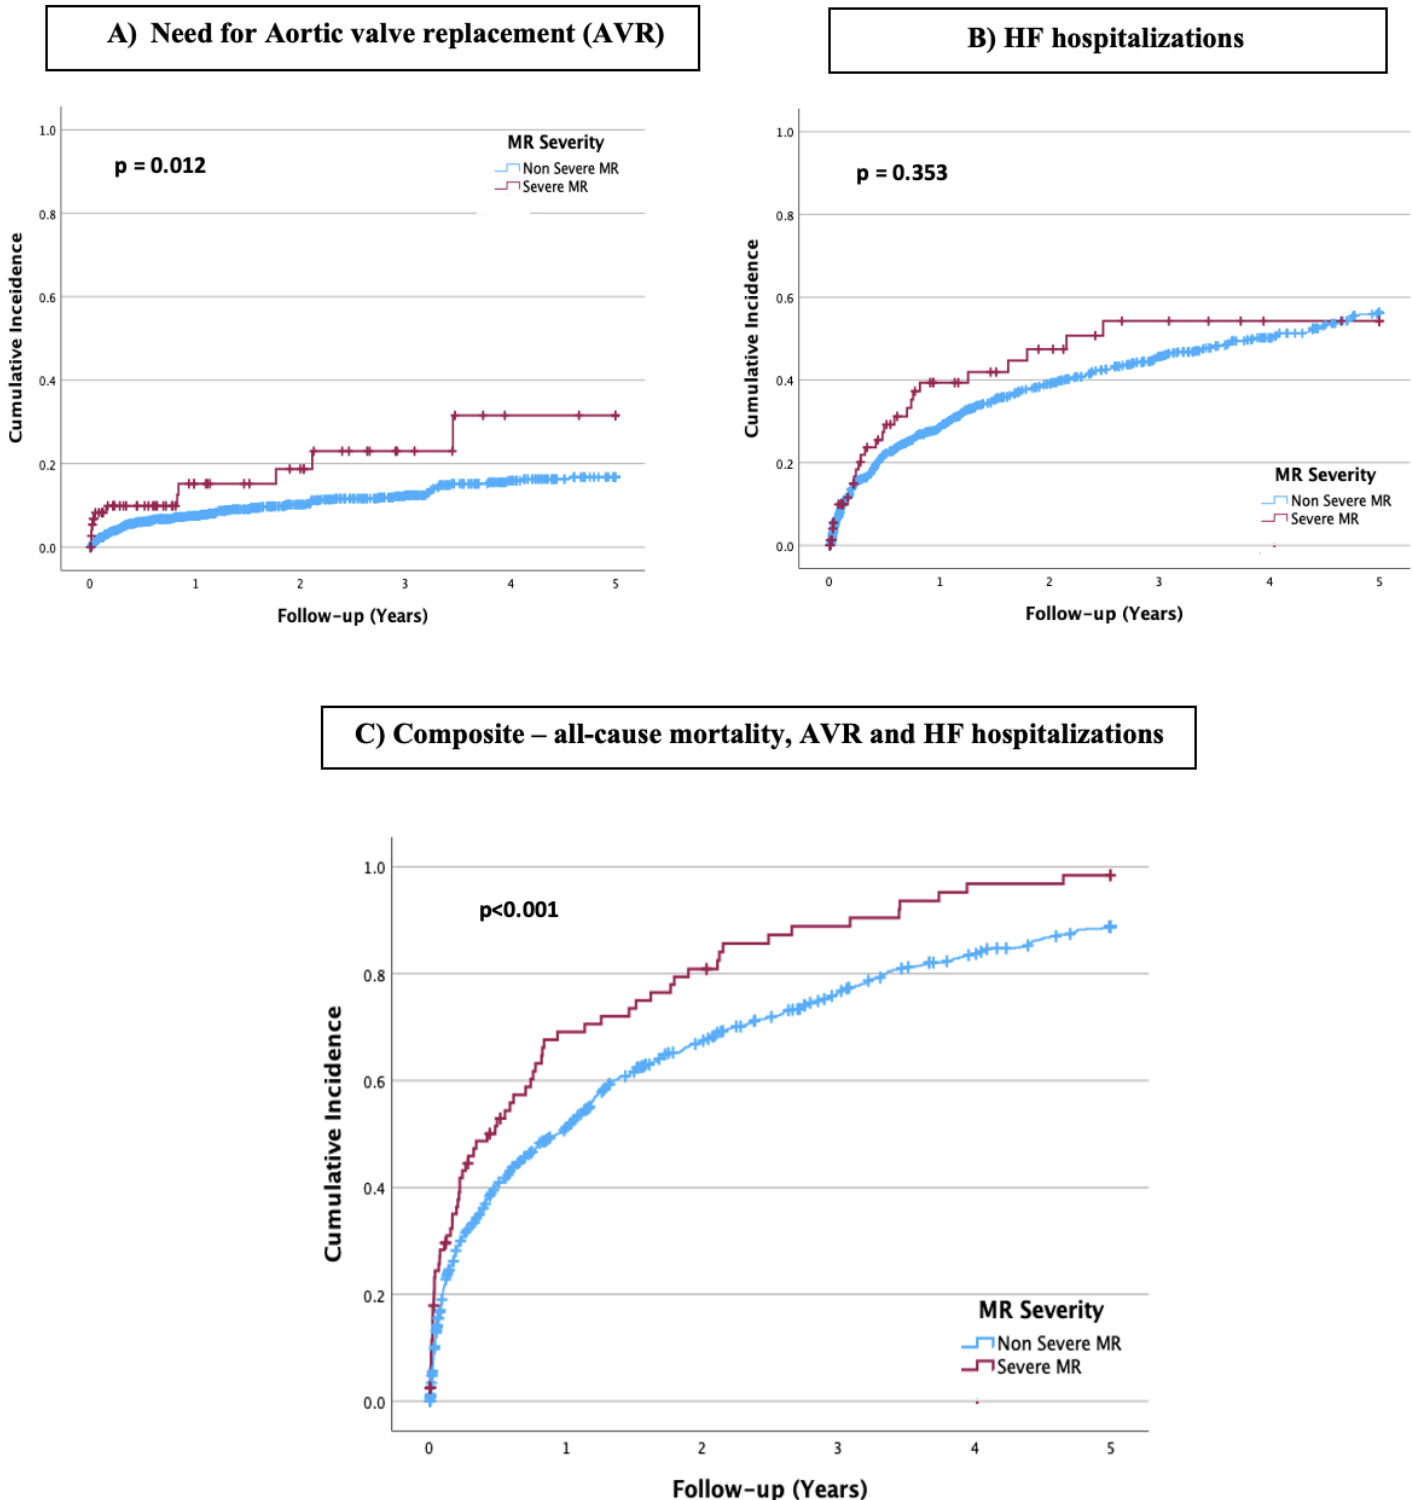 A) Need for Aortic valve replacement (AVR)
1.0
0.8
0.6
0.4
0.2
0.0
Cumulative Inceidence
p = 0.012
MR Severity
Non Severe MR
Severe MR
0 1 2 3 4 5
Follow-up (Years)
B) HF hospitalizations
1.0
0.8
0.6
0.4
0.2
0.0
Cumulative Incidence
p = 0.353
MR Severity
Non Severe MR
Severe MR
0 1 2 3 4 5
Follow-up (Years)
C) Composite – all-cause mortality, AVR and HF hospitalizations
1.0
0.8
0.6
0.4
0.2
0.0
Cumulative Incidence
p<0.001
MR Severity
Non Severe MR
Severe MR
0 1 2 3 4 5
Follow-up (Years)